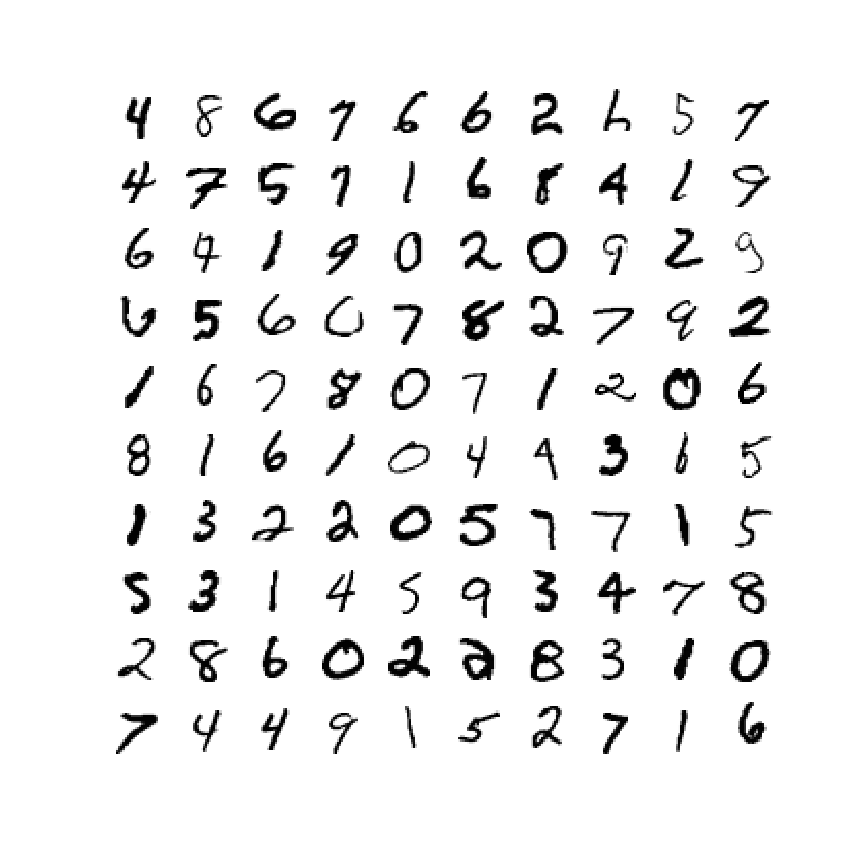 4 8 6 7 6 6 2 6 5 7
4 7 5 7 1 6 8 4 1 9
6 9 1 9 0 2 0 9 2 9
6 5 6 0 7 8 2 7 9 2
1 6 7 8 0 7 1 2 0 6
8 1 6 1 0 4 9 3 6 5
1 3 2 2 0 5 7 7 1 5
5 3 1 4 5 9 3 4 7 8
2 8 6 0 2 2 8 3 1 0
7 4 4 9 1 5 2 7 1 6